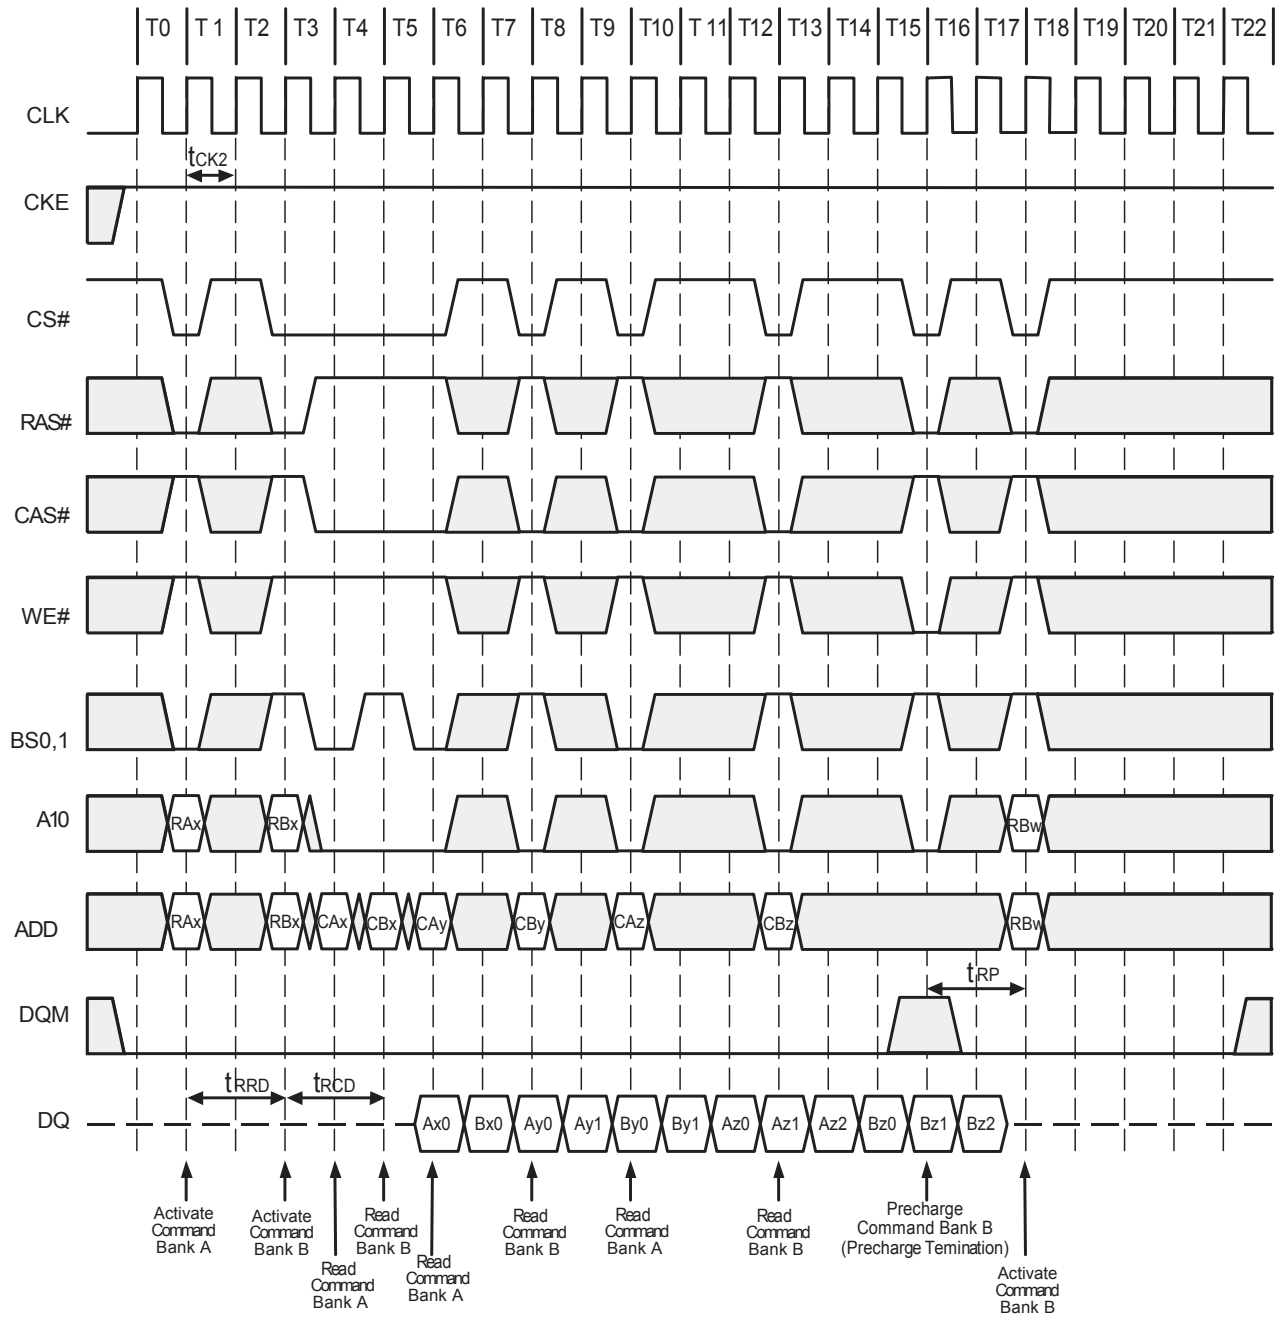 T0 T 1 T2 T3 T4 T5 T6 T7 T8 T9 T10 T 11 T12 T13 T14 T15 T16 T17 T18 T19 T20 T21 T22
CLK
tCK2
CKE
CS#
RAS#
CAS#
WE#
BS0,1
A10 RAx RBx RBw
ADD RAx RBx CAx CBx CAy CBy CAz CBz RBw
tRP
DQM
tRRD tRCD
DQ Ax0 Bx0 Ay0 Ay1 By0 By1 Az0 Az1 Az2 Bz0 Bz1 Bz2
Activate
Command
Bank A
Activate
Command
Bank B
Read
Command
Bank A
Read
Command
Bank B
Read
Command
Bank A
Read
Command
Bank B
Read
Command
Bank A
Read
Command
Bank B
Precharge
Command Bank B
(Precharge Temination)
Activate
Command
Bank B